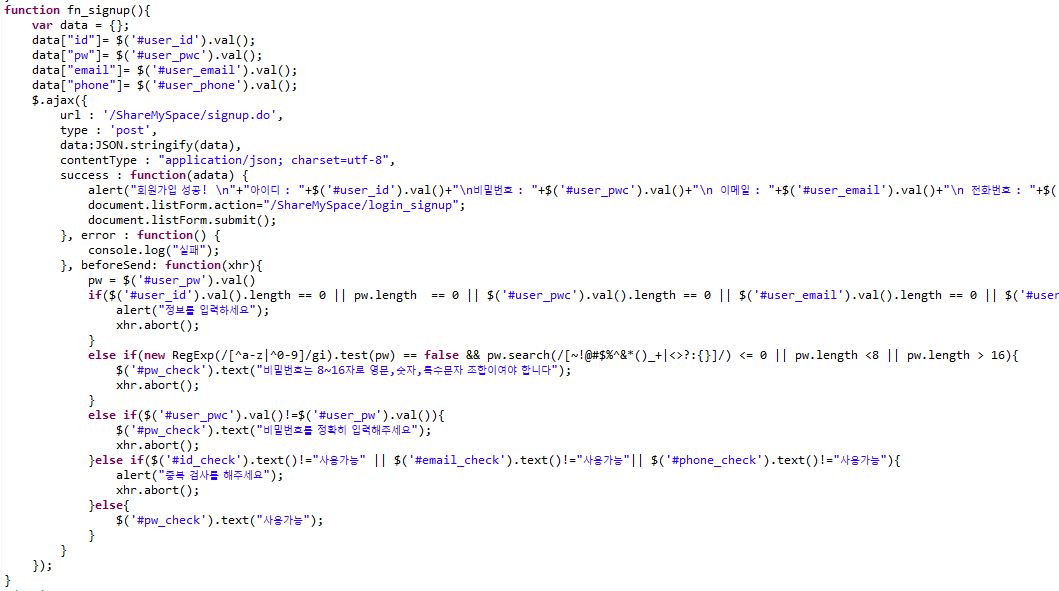 function fn_signup(){
    var data = {};
    data["id"]= $('#user_id').val();
    data["pw"]= $('#user_pwc').val();
    data["email"]= $('#user_email').val();
    data["phone"]= $('#user_phone').val();
    $.ajax({
        url : '/ShareMySpace/signup.do',
        type : 'post',
        data:JSON.stringify(data),
        contentType : "application/json; charset=utf-8",
        success : function(adata) {
            alert("회원가입 성공! \n"+"아이디 : "+$('#user_id').val()+"\n비밀번호 : "+$('#user_pwc').val()+"\n 이메일 : "+$('#user_email').val()+"\n 전화번호 : "+$(
            document.listForm.action="/ShareMySpace/login_signup";
            document.listForm.submit();
        }, error : function() {
            console.log("실패");
        }, beforeSend: function(xhr){
            pw = $('#user_pw').val()
            if($('#user_id').val().length == 0 || pw.length  == 0 || $('#user_pwc').val().length == 0 || $('#user_email').val().length == 0 || $('#user
                alert("정보를 입력하세요");
                xhr.abort();
            }
            else if(new RegExp(/[^a-z|^0-9]/gi).test(pw) == false && pw.search(/[~!@#$%^&*()_+|<>?:{}]/) <= 0 || pw.length <8 || pw.length > 16){
                $('#pw_check').text("비밀번호는 8~16자로 영문,숫자,특수문자 조합이여야 합니다");
                xhr.abort();
            }
            else if($('#user_pwc').val()!=$('#user_pw').val()){
                $('#pw_check').text("비밀번호를 정확히 입력해주세요");
                xhr.abort();
            }else if($('#id_check').text()!="사용가능" || $('#email_check').text()!="사용가능"|| $('#phone_check').text()!="사용가능"){
                alert("중복 검사를 해주세요");
                xhr.abort();
            }else{
                $('#pw_check').text("사용가능");
            }
        }
    });
}